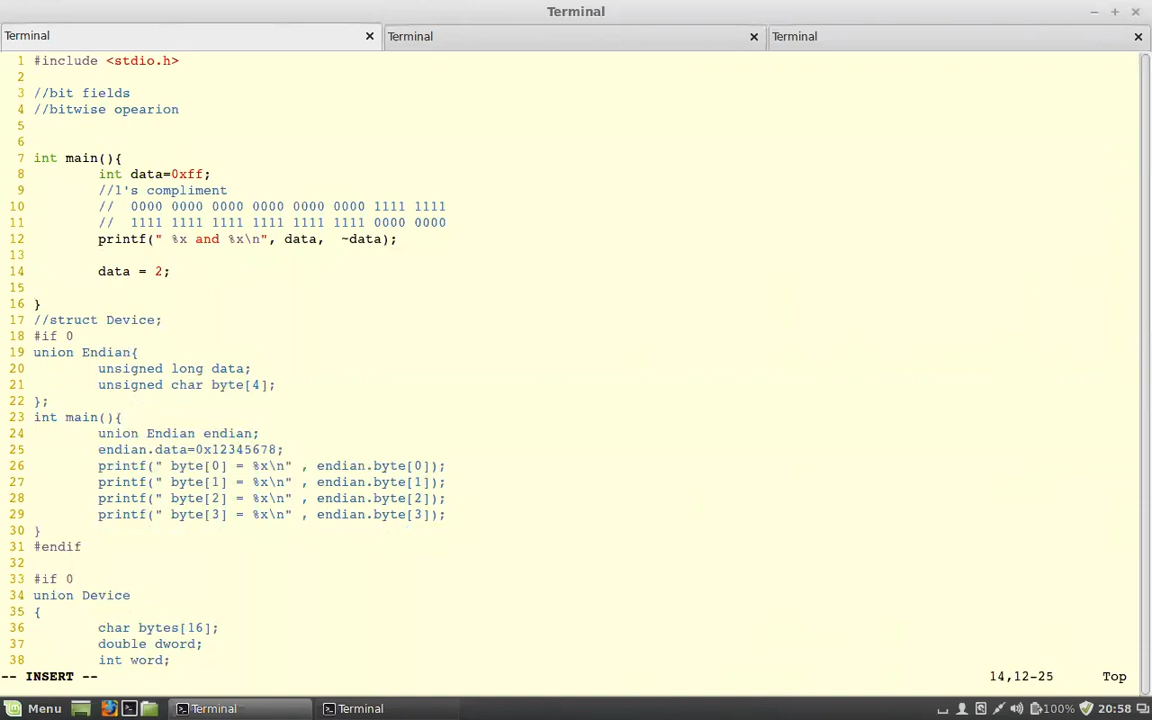 Terminal
Terminal Terminal Terminal
1 #include <stdio.h>
2
3 //bit fields
4 //bitwise opearion
5
6
7 int main(){
8 int data=0xff;
9 //1's compliment
10 // 0000 0000 0000 0000 0000 0000 1111 1111
11 // 1111 1111 1111 1111 1111 1111 0000 0000
12 printf(" %x and %x\n", data,  ~data);
13
14 data = 2;
15
16 }
17 //struct Device;
18 #if 0
19 union Endian{
20 unsigned long data;
21 unsigned char byte[4];
22 };
23 int main(){
24 union Endian endian;
25 endian.data=0x12345678;
26 printf(" byte[0] = %x\n" , endian.byte[0]);
27 printf(" byte[1] = %x\n" , endian.byte[1]);
28 printf(" byte[2] = %x\n" , endian.byte[2]);
29 printf(" byte[3] = %x\n" , endian.byte[3]);
30 }
31 #endif
32
33 #if 0
34 union Device
35 {
36 char bytes[16];
37 double dword;
38 int word;
-- INSERT -- 14,12-25 Top
Menu Terminal Terminal 100% 20:58